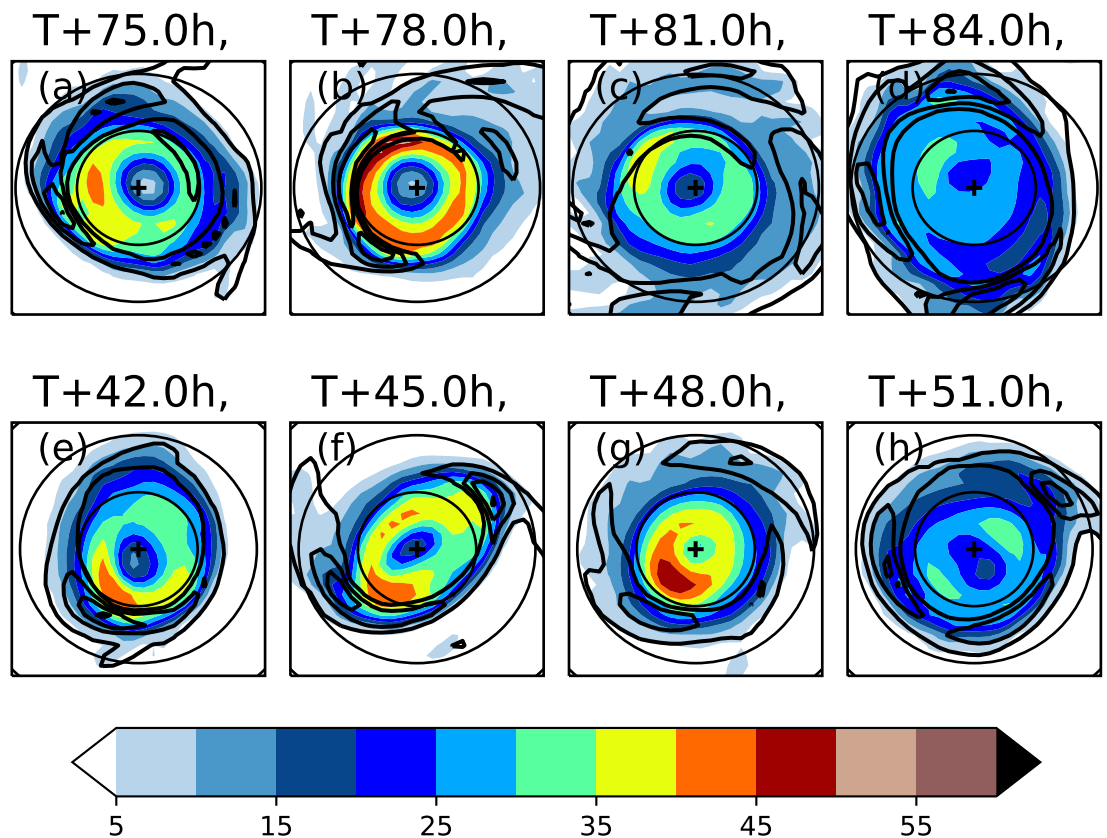 T+75.0h, T+78.0h, T+81.0h, T+84.0h,
(a) (b) (c) (d)
T+42.0h, T+45.0h, T+48.0h, T+51.0h,
(e) (f) (g) (h)
5 15 25 35 45 55